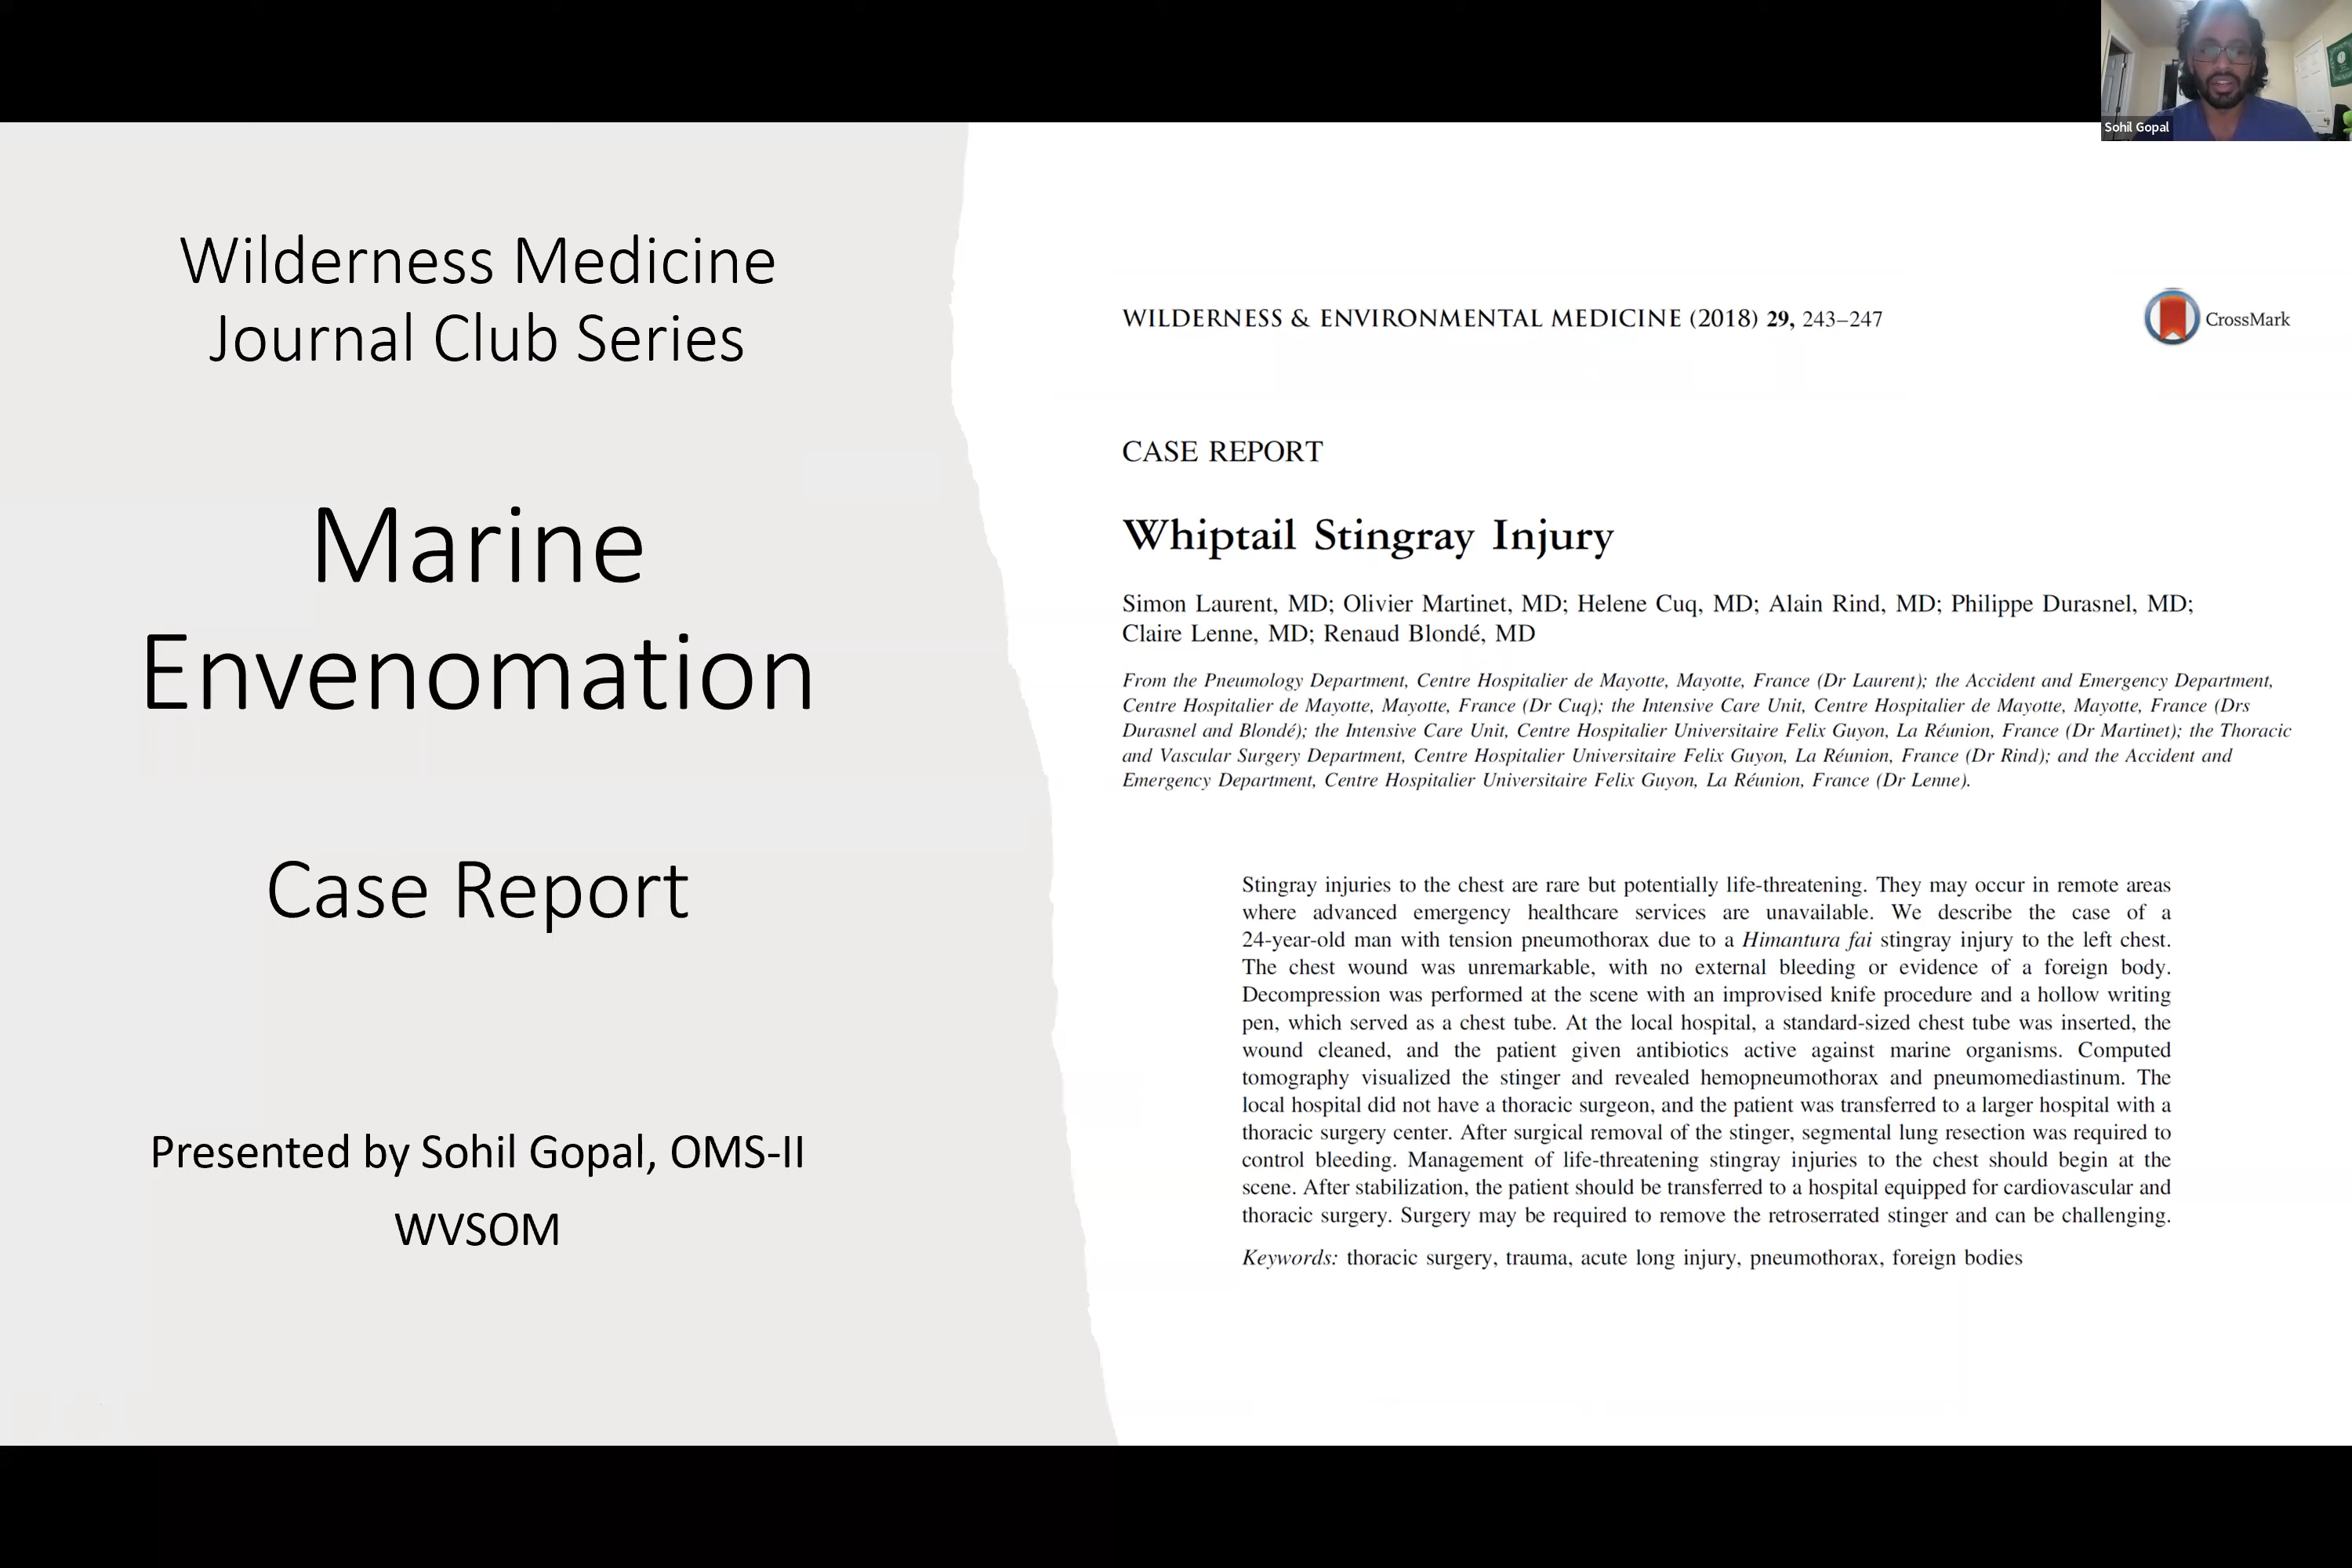 Sohil Gopal
Wilderness Medicine
Journal Club Series
Marine
Envenomation
Case Report
Presented by Sohil Gopal, OMS-II
WVSOM
WILDERNESS & ENVIRONMENTAL MEDICINE (2018) 29, 243–247
CrossMark
CASE REPORT
Whiptail Stingray Injury
Simon Laurent, MD; Olivier Martinet, MD; Helene Cuq, MD; Alain Rind, MD; Philippe Durasnel, MD;
Claire Lenne, MD; Renaud Blondé, MD
From the Pneumology Department, Centre Hospitalier de Mayotte, Mayotte, France (Dr Laurent); the Accident and Emergency Department,
Centre Hospitalier de Mayotte, Mayotte, France (Dr Cuq); the Intensive Care Unit, Centre Hospitalier de Mayotte, Mayotte, France (Drs
Durasnel and Blondé); the Intensive Care Unit, Centre Hospitalier Universitaire Felix Guyon, La Réunion, France (Dr Martinet); the Thoracic
and Vascular Surgery Department, Centre Hospitalier Universitaire Felix Guyon, La Réunion, France (Dr Rind); and the Accident and
Emergency Department, Centre Hospitalier Universitaire Felix Guyon, La Réunion, France (Dr Lenne).
Stingray injuries to the chest are rare but potentially life-threatening. They may occur in remote areas
where advanced emergency healthcare services are unavailable. We describe the case of a
24-year-old man with tension pneumothorax due to a Himantura fai stingray injury to the left chest.
The chest wound was unremarkable, with no external bleeding or evidence of a foreign body.
Decompression was performed at the scene with an improvised knife procedure and a hollow writing
pen, which served as a chest tube. At the local hospital, a standard-sized chest tube was inserted, the
wound cleaned, and the patient given antibiotics active against marine organisms. Computed
tomography visualized the stinger and revealed hemopneumothorax and pneumomediastinum. The
local hospital did not have a thoracic surgeon, and the patient was transferred to a larger hospital with a
thoracic surgery center. After surgical removal of the stinger, segmental lung resection was required to
control bleeding. Management of life-threatening stingray injuries to the chest should begin at the
scene. After stabilization, the patient should be transferred to a hospital equipped for cardiovascular and
thoracic surgery. Surgery may be required to remove the retroserrated stinger and can be challenging.
Keywords: thoracic surgery, trauma, acute long injury, pneumothorax, foreign bodies